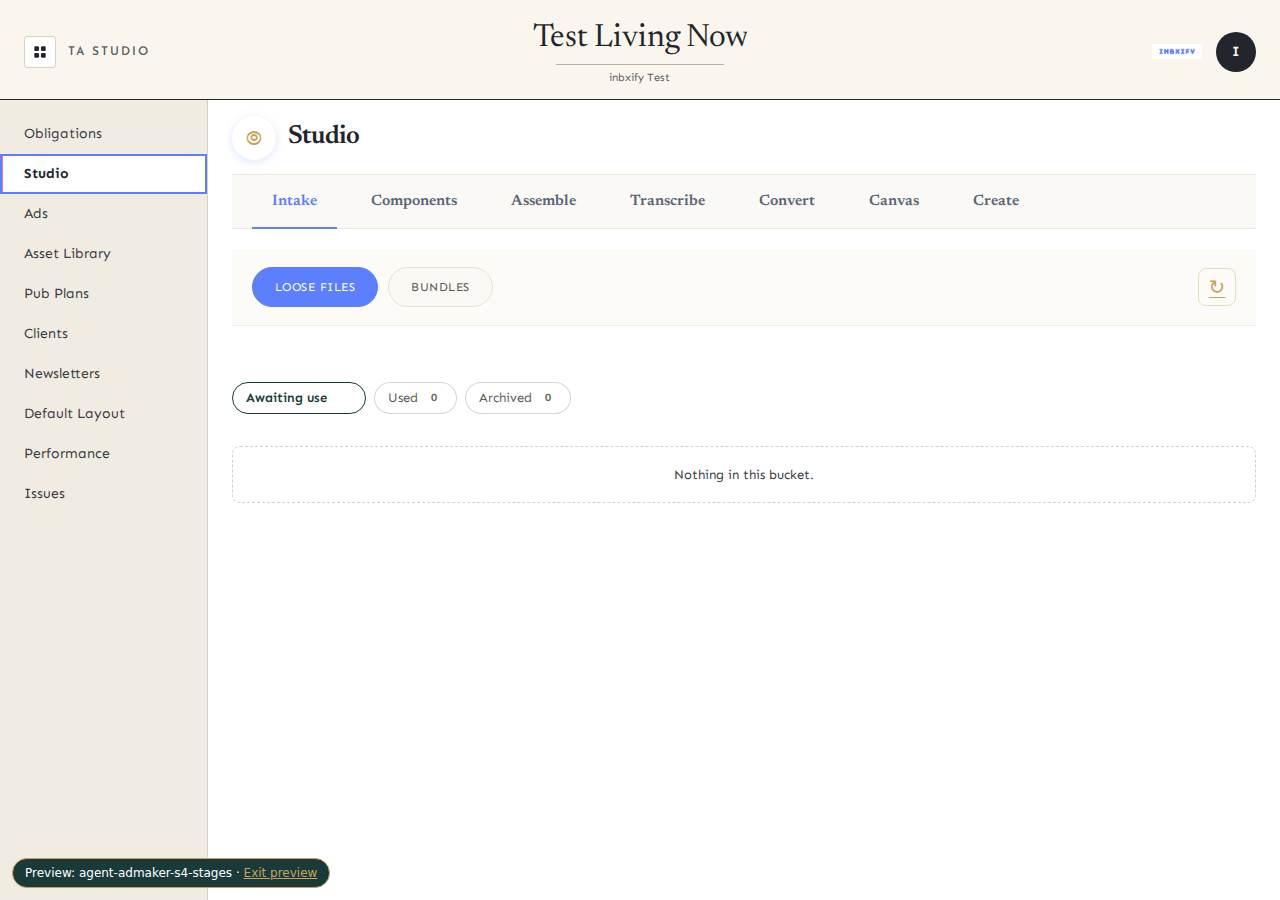 TA STUDIO
Test Living Now
inbxify Test
INBXIFY
I
Obligations
Studio
Ads
Asset Library
Pub Plans
Clients
Newsletters
Default Layout
Performance
Issues
Studio
Intake Components Assemble Transcribe Convert Canvas Create
LOOSE FILES BUNDLES
Awaiting use Used 0 Archived 0
Nothing in this bucket.
Preview: agent-admaker-s4-stages · Exit preview